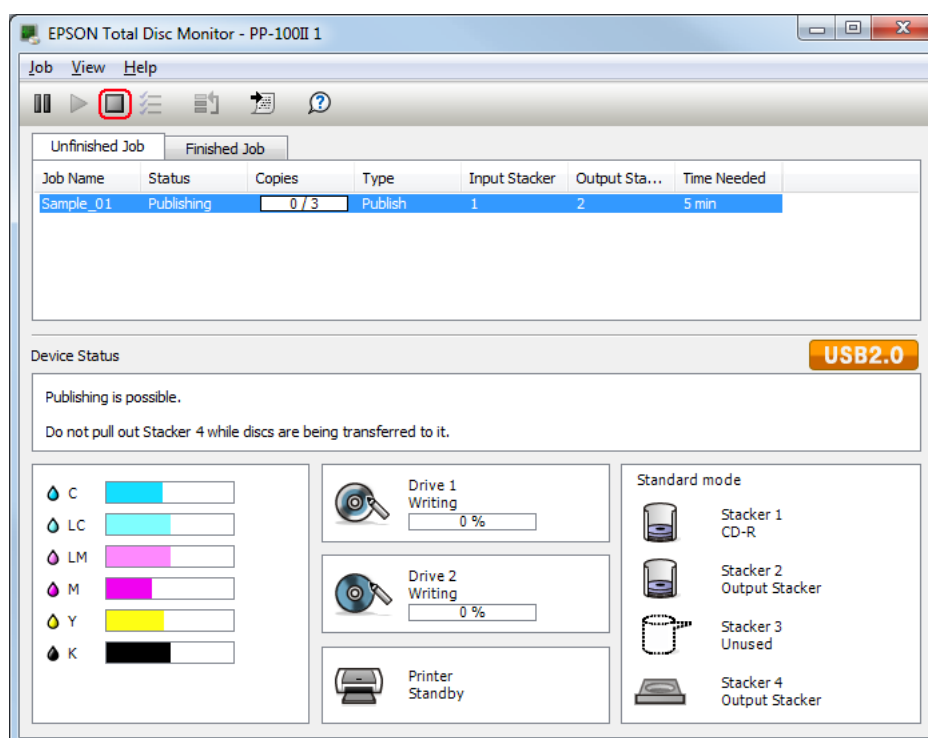 EPSON Total Disc Monitor - PP-100II 1
Job View Help
Unfinished Job Finished Job
Job Name Status Copies Type Input Stacker Output Sta... Time Needed
Sample_01 Publishing 0 / 3 Publish 1 2 5 min
Device Status
USB2.0
Publishing is possible.
Do not pull out Stacker 4 while discs are being transferred to it.
C
LC
LM
M
Y
K
Drive 1
Writing
0 %
Drive 2
Writing
0 %
Printer
Standby
Standard mode
Stacker 1
CD-R
Stacker 2
Output Stacker
Stacker 3
Unused
Stacker 4
Output Stacker